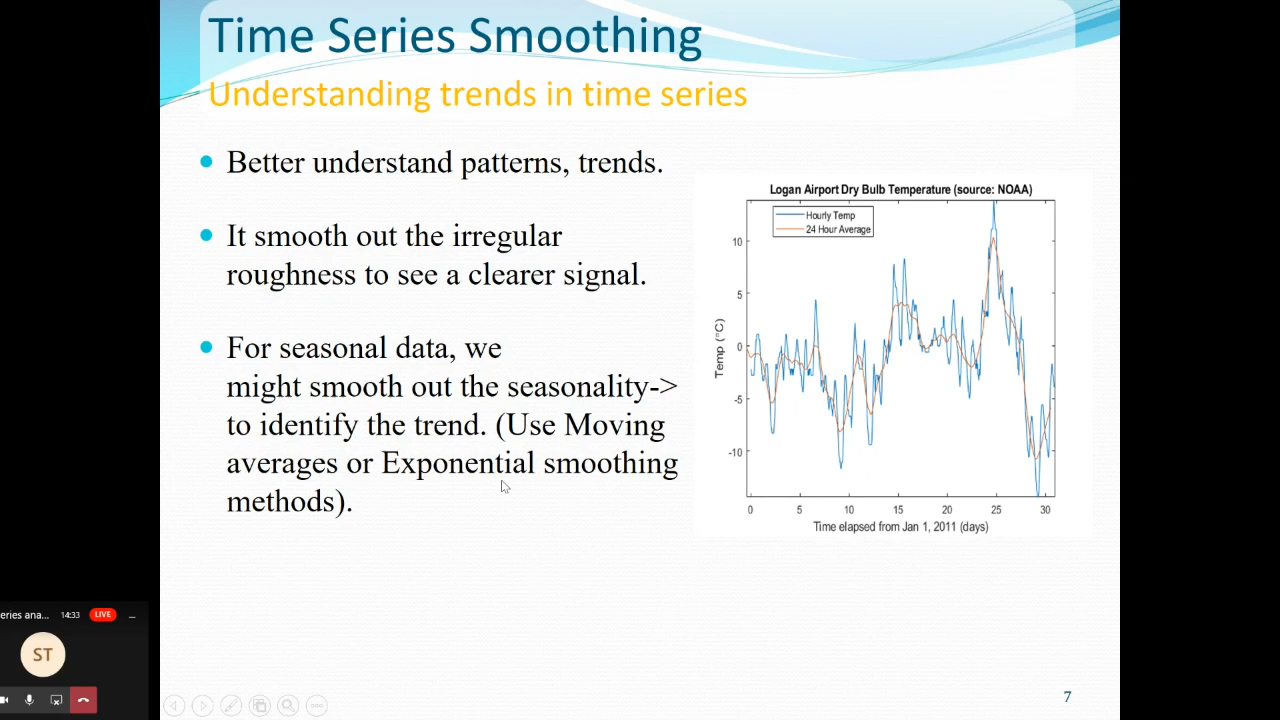 Time Series Smoothing
Understanding trends in time series
Better understand patterns, trends.
It smooth out the irregular
roughness to see a clearer signal.
For seasonal data, we
might smooth out the seasonality->
to identify the trend. (Use Moving
averages or Exponential smoothing
methods).
Logan Airport Dry Bulb Temperature (source: NOAA)
Hourly Temp
24 Hour Average
10
5
0
-5
-10
Temp (°C)
0 5 10 15 20 25 30
Time elapsed from Jan 1, 2011 (days)
eries ana... 14:33 LIVE
ST
7